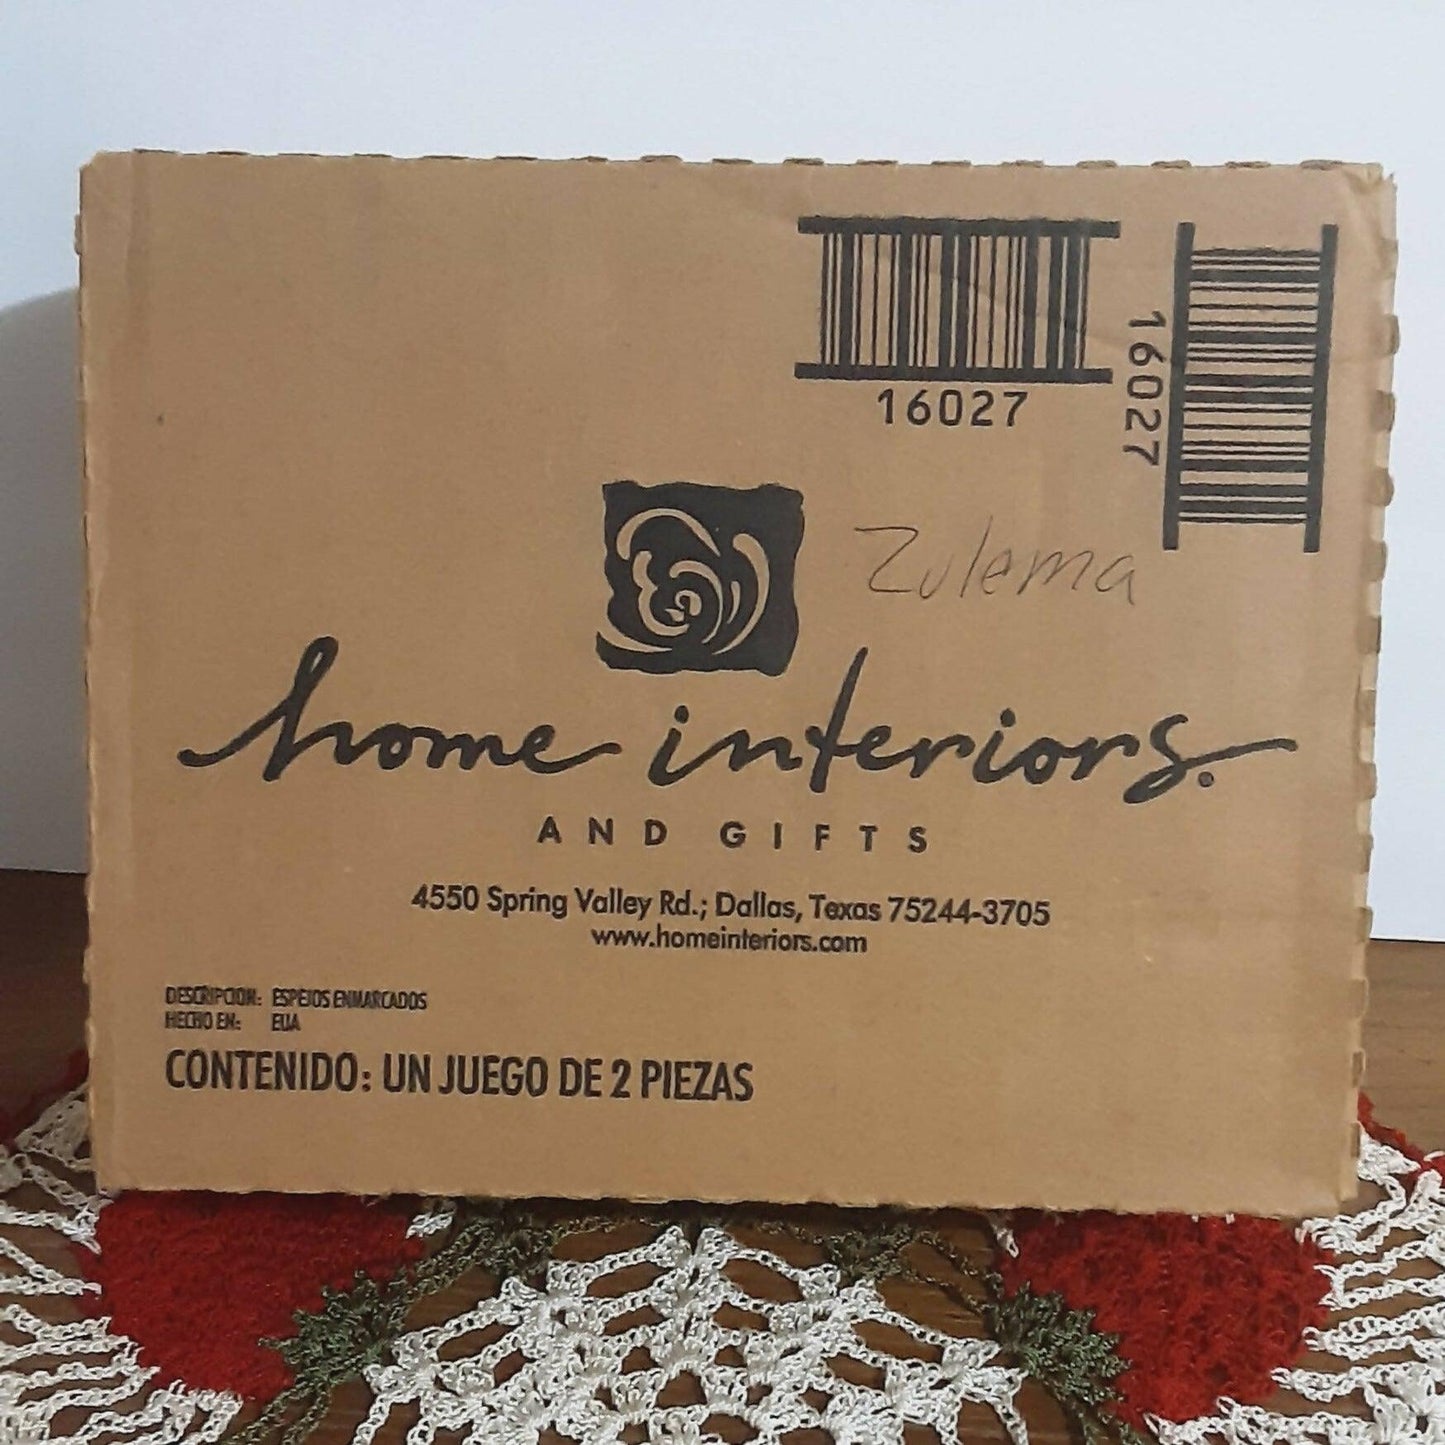 16027
16027
Zulema
home interiors.
AND GIFTS
4550 Spring Valley Rd.; Dallas, Texas 75244-3705
www.homeinteriors.com
DESCRIPCION: ESPEJOS ENMARCADOS
HECHO EN: EUA
CONTENIDO: UN JUEGO DE 2 PIEZAS